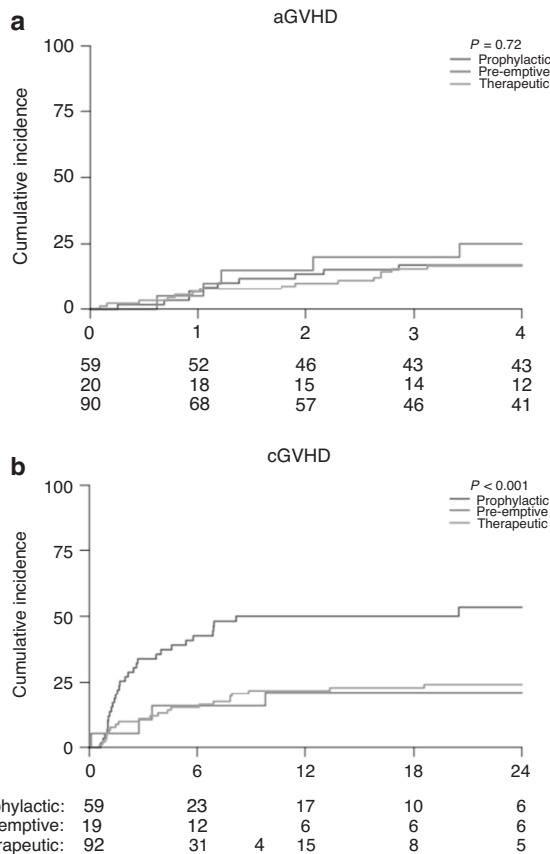 a
aGVHD
P = 0.72
Prophylactic
Pre-emptive
Therapeutic
Cumulative incidence
100
75
50
25
0
0 1 2 3 4
59 52 46 43 43
20 18 15 14 12
90 68 57 46 41
b
cGVHD
P < 0.001
Prophylactic
Pre-emptive
Therapeutic
Cumulative incidence
100
75
50
25
0
0 6 12 18 24
phylactic: 59 23 17 10 6
emptive: 19 12 6 6 6
rapeutic: 92 31 4 15 8 5